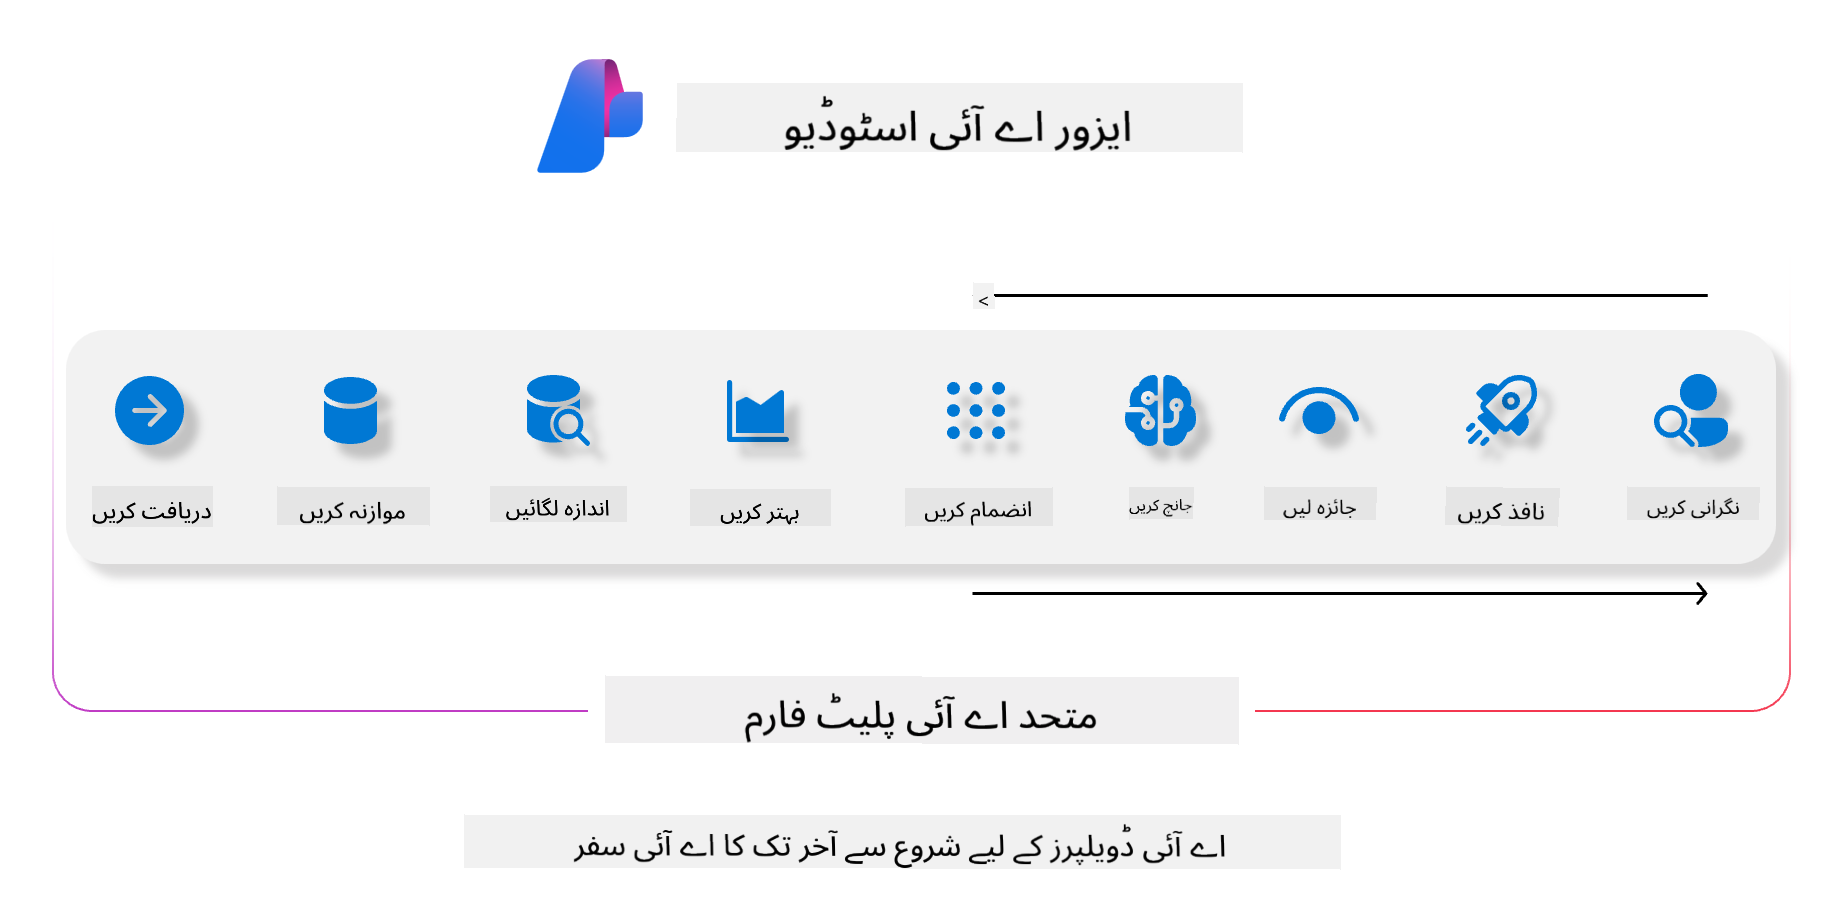 ایزور اے آئی اسٹوڈیو
<
دریافت کریں
موازنہ کریں
اندازہ لگائیں
بہتر کریں
انضمام کریں
جانچ کریں
جائزہ لیں
نافذ کریں
نگرانی کریں
متحد اے آئی پلیٹ فارم
اے آئی ڈویلپرز کے لیے شروع سے آخر تک کا اے آئی سفر